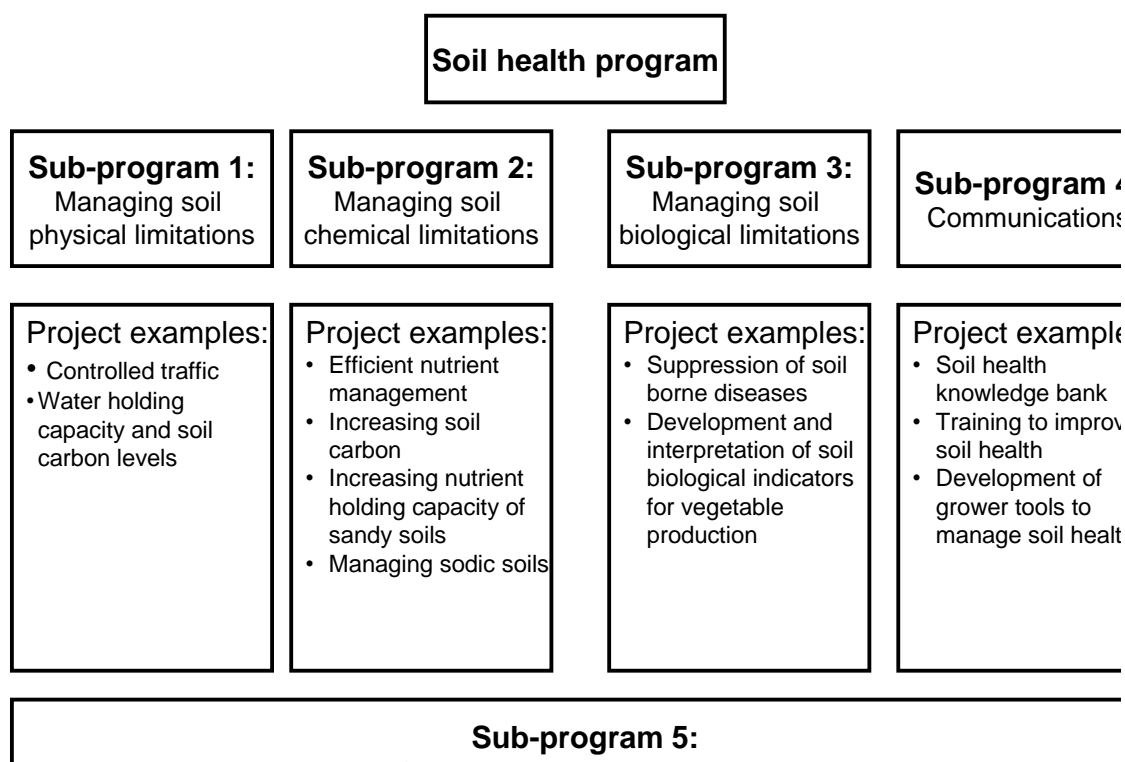 Soil health program
Sub-program 1:
Managing soil
physical limitations
Sub-program 2:
Managing soil
chemical limitations
Sub-program 3:
Managing soil
biological limitations
Sub-program 4
Communications
Project examples:
• Controlled traffic
• Water holding
capacity and soil
carbon levels
Project examples:
• Efficient nutrient
management
• Increasing soil
carbon
• Increasing nutrient
holding capacity of
sandy soils
• Managing sodic soils
Project examples:
• Suppression of soil
borne diseases
• Development and
interpretation of soil
biological indicators
for vegetable
production
Project example
• Soil health
knowledge bank
• Training to improv
soil health
• Development of
grower tools to
manage soil healt
Sub-program 5: